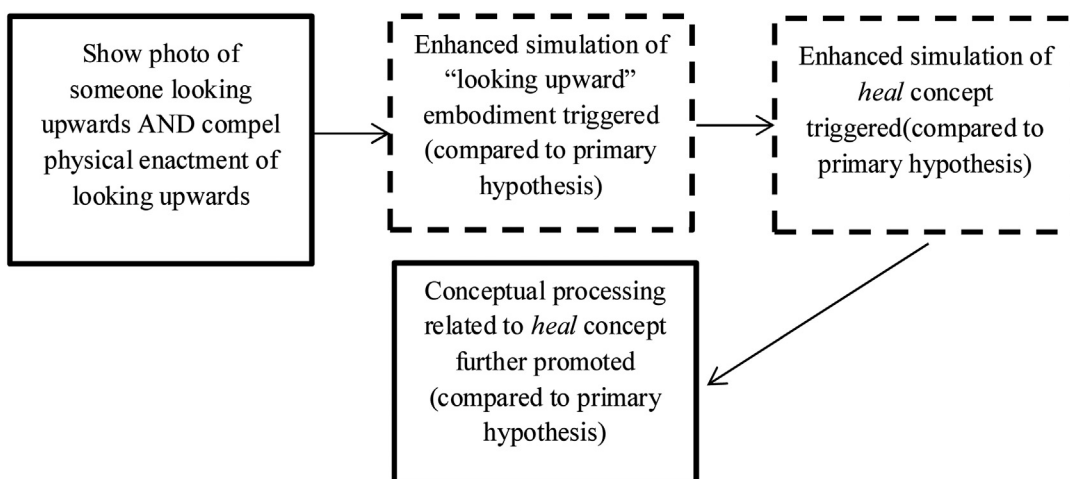 Show photo of
someone looking
upwards AND compel
physical enactment of
looking upwards
Enhanced simulation of
“looking upward”
embodiment triggered
(compared to primary
hypothesis)
Enhanced simulation of
heal concept
triggered(compared to
primary hypothesis)
Conceptual processing
related to heal concept
further promoted
(compared to primary
hypothesis)